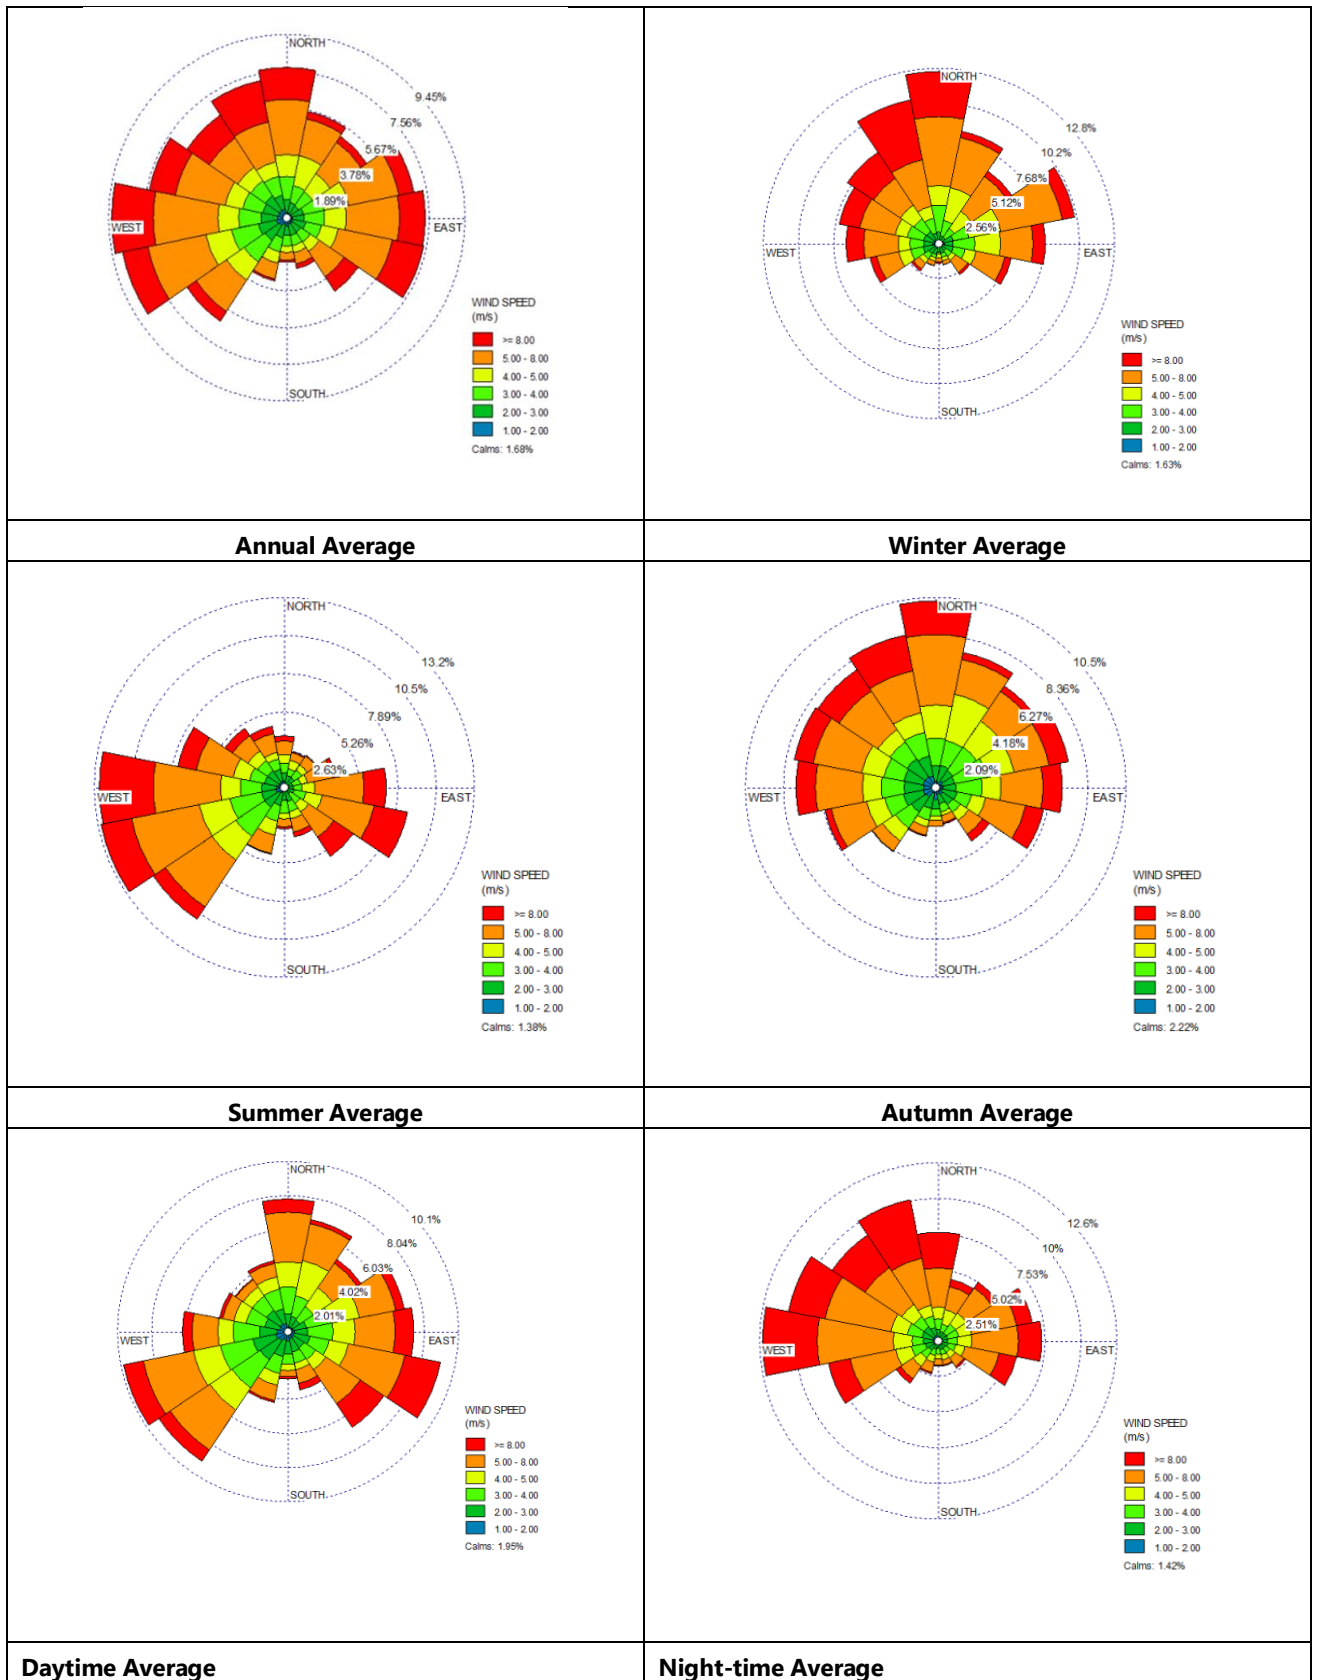 NORTH
9.45%
7.56%
5.67%
3.78%
1.89%
WEST
EAST
SOUTH
WIND SPEED
(m/s)
>= 8.00
5.00 - 8.00
4.00 - 5.00
3.00 - 4.00
2.00 - 3.00
1.00 - 2.00
Calms: 1.68%
NORTH
12.8%
10.2%
7.68%
5.12%
2.56%
WEST
EAST
SOUTH
WIND SPEED
(m/s)
>= 8.00
5.00 - 8.00
4.00 - 5.00
3.00 - 4.00
2.00 - 3.00
1.00 - 2.00
Calms: 1.63%
Annual Average
Winter Average
NORTH
13.2%
10.5%
7.89%
5.26%
2.63%
WEST
EAST
SOUTH
WIND SPEED
(m/s)
>= 8.00
5.00 - 8.00
4.00 - 5.00
3.00 - 4.00
2.00 - 3.00
1.00 - 2.00
Calms: 1.38%
NORTH
10.5%
8.36%
6.27%
4.18%
2.09%
WEST
EAST
SOUTH
WIND SPEED
(m/s)
>= 8.00
5.00 - 8.00
4.00 - 5.00
3.00 - 4.00
2.00 - 3.00
1.00 - 2.00
Calms: 2.22%
Summer Average
Autumn Average
NORTH
10.1%
8.04%
6.03%
4.02%
2.01%
WEST
EAST
SOUTH
WIND SPEED
(m/s)
>= 8.00
5.00 - 8.00
4.00 - 5.00
3.00 - 4.00
2.00 - 3.00
1.00 - 2.00
Calms: 1.95%
NORTH
12.6%
10%
7.53%
5.02%
2.51%
WEST
EAST
SOUTH
WIND SPEED
(m/s)
>= 8.00
5.00 - 8.00
4.00 - 5.00
3.00 - 4.00
2.00 - 3.00
1.00 - 2.00
Calms: 1.42%
Daytime Average
Night-time Average